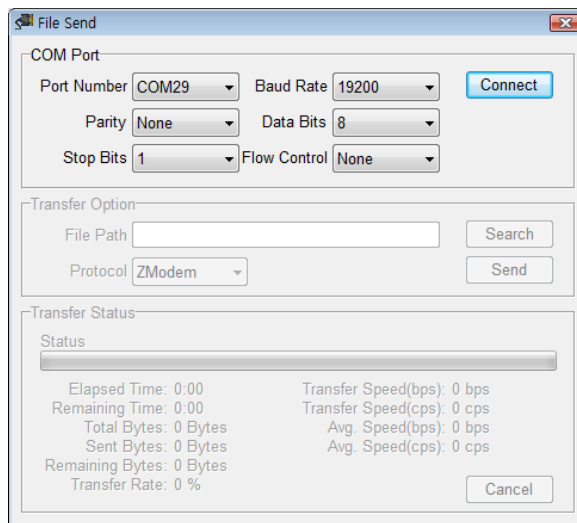 File Send
COM Port
Port Number COM29 Baud Rate 19200 Connect
Parity None Data Bits 8
Stop Bits 1 Flow Control None
Transfer Option
File Path Search
Protocol ZModem Send
Transfer Status
Status
Elapsed Time: 0:00 Transfer Speed(bps): 0 bps
Remaining Time: 0:00 Transfer Speed(cps): 0 cps
Total Bytes: 0 Bytes Avg. Speed(bps): 0 bps
Sent Bytes: 0 Bytes Avg. Speed(cps): 0 cps
Remaining Bytes: 0 Bytes
Transfer Rate: 0 %
Cancel